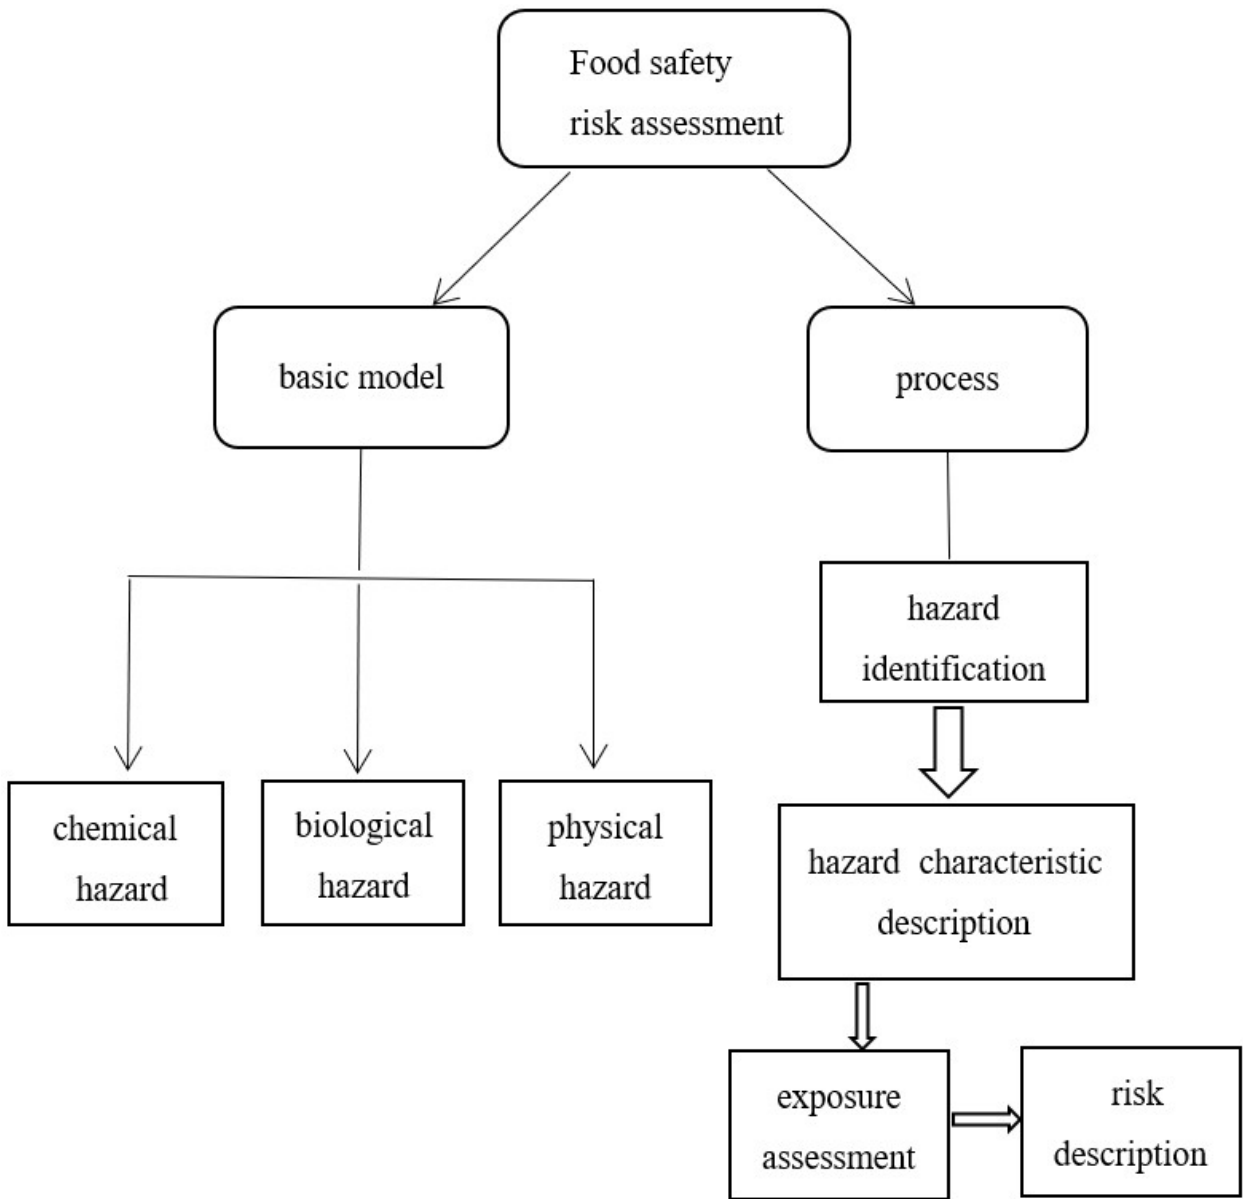 Food safety
risk assessment
basic model
process
hazard
identification
chemical
hazard
biological
hazard
physical
hazard
hazard characteristic
description
exposure
assessment
risk
description